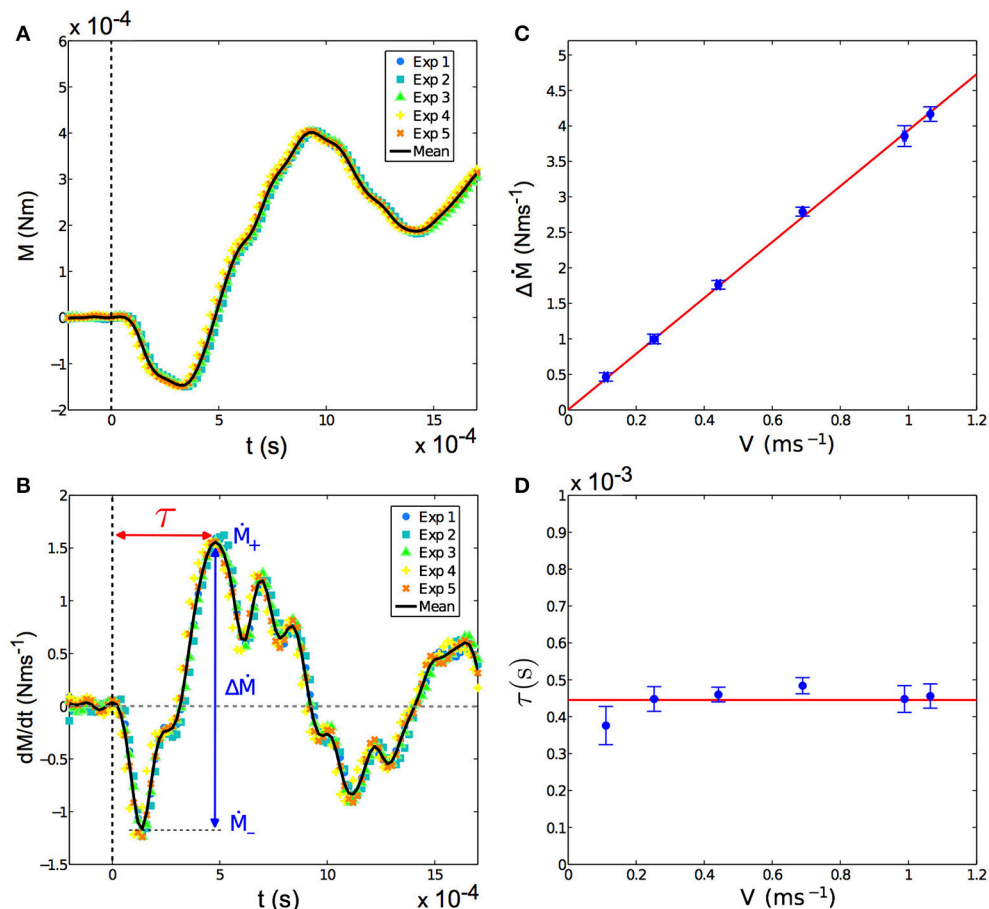 A
× 10⁻⁴
6
5
4
3
2
1
0
−1
−2
M (Nm)
Exp 1
Exp 2
Exp 3
Exp 4
Exp 5
Mean
0
5
10
15
t (s)
× 10⁻⁴
C
5
4.5
4
3.5
3
2.5
2
1.5
1
0.5
0
ΔṀ (Nms⁻¹)
0
0.2
0.4
0.6
0.8
1
1.2
V (ms⁻¹)
B
2
1.5
1
0.5
0
−0.5
−1
−1.5
dM/dt (Nms⁻¹)
τ
Ṁ₊
ΔṀ
Ṁ₋
Exp 1
Exp 2
Exp 3
Exp 4
Exp 5
Mean
0
5
10
15
t (s)
× 10⁻⁴
D
× 10⁻³
1
0.9
0.8
0.7
0.6
0.5
0.4
0.3
0.2
0.1
0
τ(s)
0
0.2
0.4
0.6
0.8
1
1.2
V (ms⁻¹)